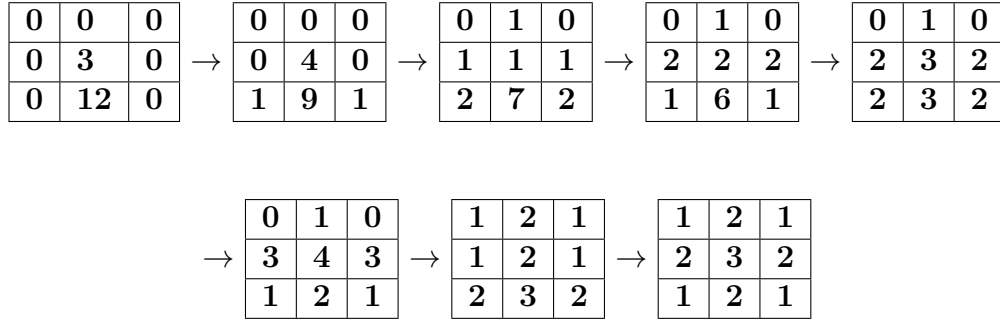 0 0 0 0 0 0 0 1 0 0 1 0 0 1 0
0 3 0 → 0 4 0 → 1 1 1 → 2 2 2 → 2 3 2
0 12 0 1 9 1 2 7 2 1 6 1 2 3 2
0 1 0 1 2 1 1 2 1
→ 3 4 3 → 1 2 1 → 2 3 2
1 2 1 2 3 2 1 2 1